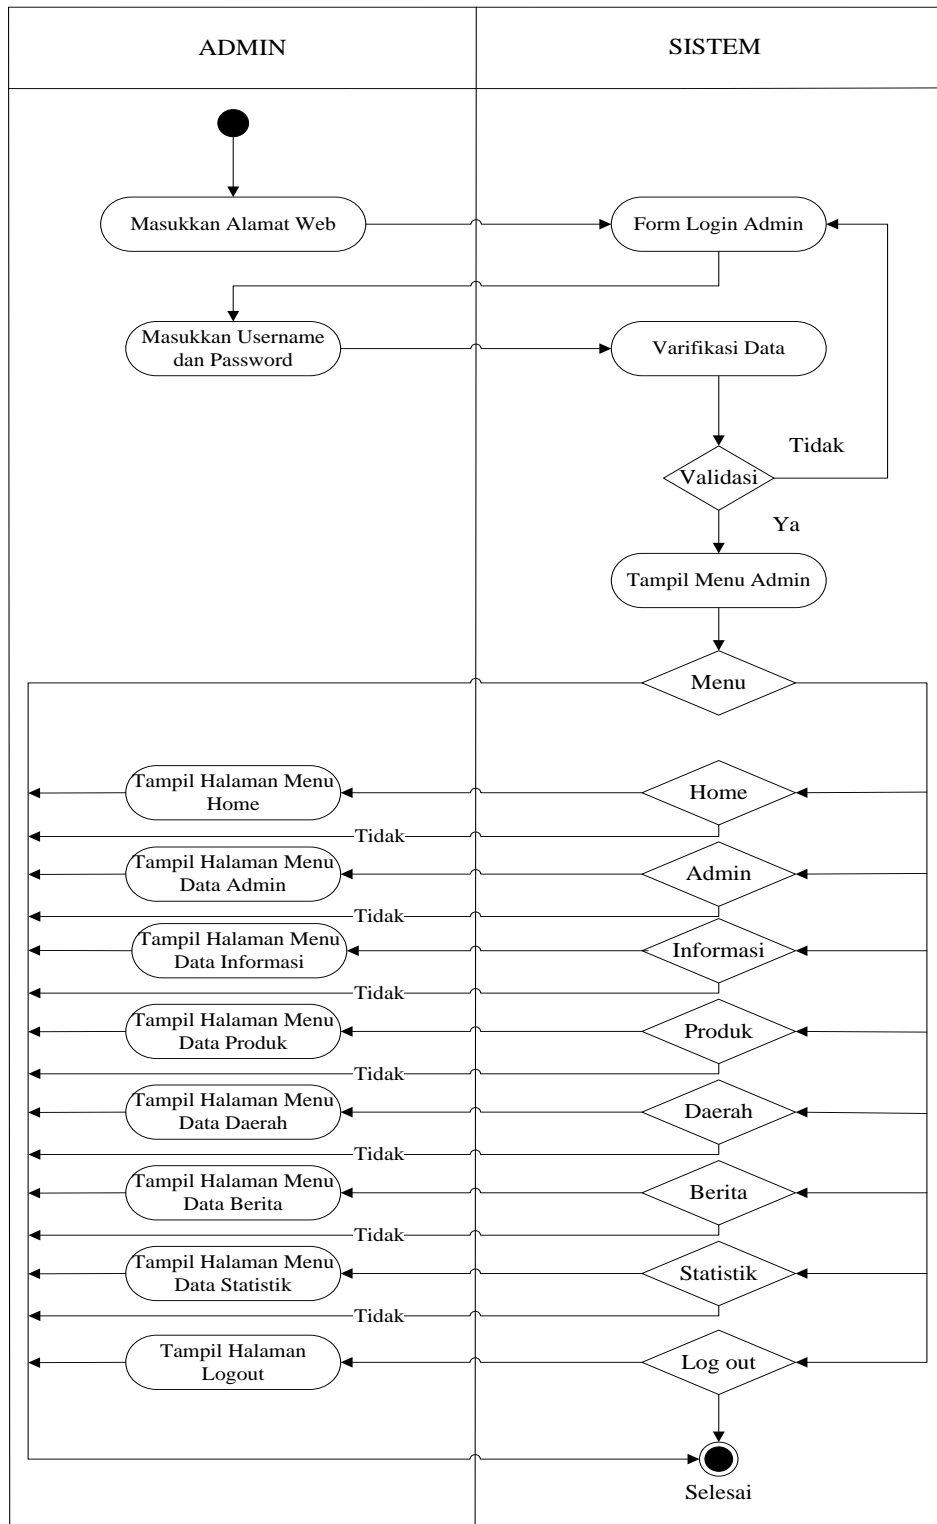 ADMIN
SISTEM
Masukkan Alamat Web
Form Login Admin
Masukkan Username
dan Password
Varifikasi Data
Tidak
Validasi
Ya
Tampil Menu Admin
Menu
Tampil Halaman Menu
Home
Home
Tidak
Tampil Halaman Menu
Data Admin
Admin
Tidak
Tampil Halaman Menu
Data Informasi
Informasi
Tidak
Tampil Halaman Menu
Data Produk
Produk
Tidak
Tampil Halaman Menu
Data Daerah
Daerah
Tidak
Tampil Halaman Menu
Data Berita
Berita
Tidak
Tampil Halaman Menu
Data Statistik
Statistik
Tidak
Tampil Halaman
Logout
Log out
Selesai